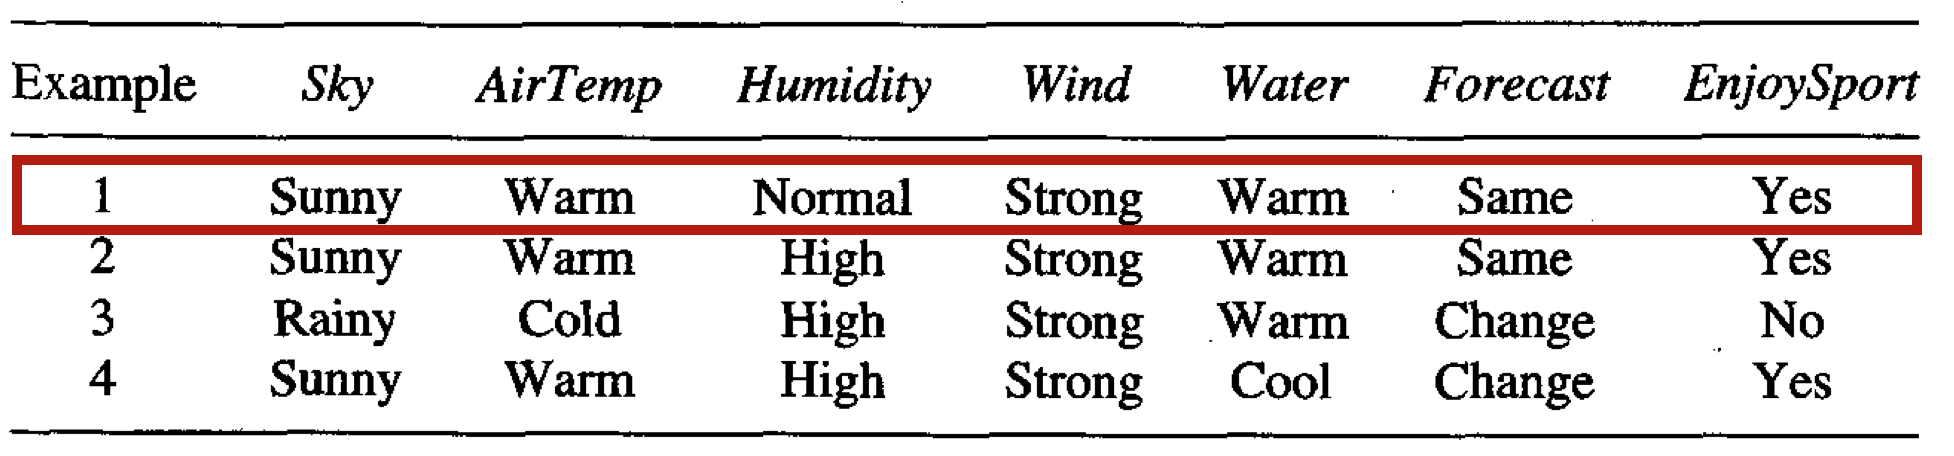 Example Sky AirTemp Humidity Wind Water Forecast EnjoySport
1 Sunny Warm Normal Strong Warm Same Yes
2 Sunny Warm High Strong Warm Same Yes
3 Rainy Cold High Strong Warm Change No
4 Sunny Warm High Strong Cool Change Yes